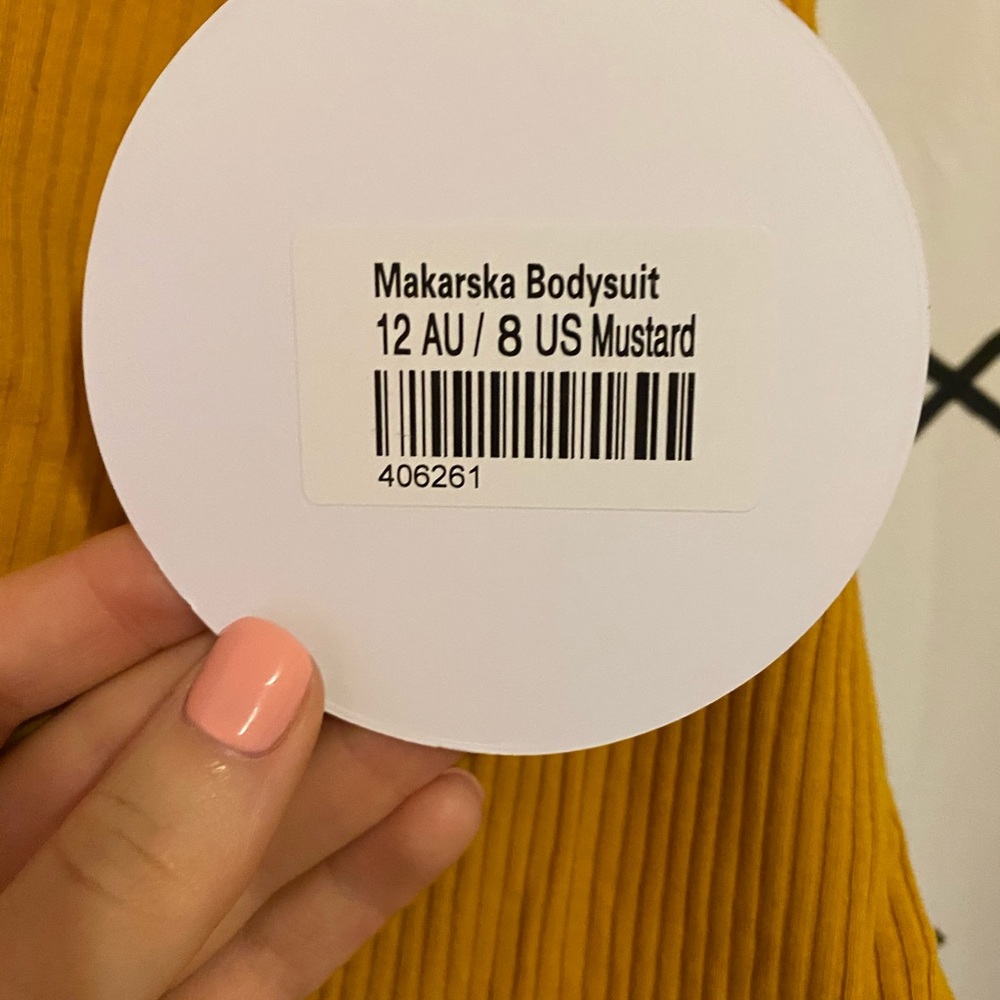 Makarska Bodysuit
12 AU / 8 US Mustard
406261